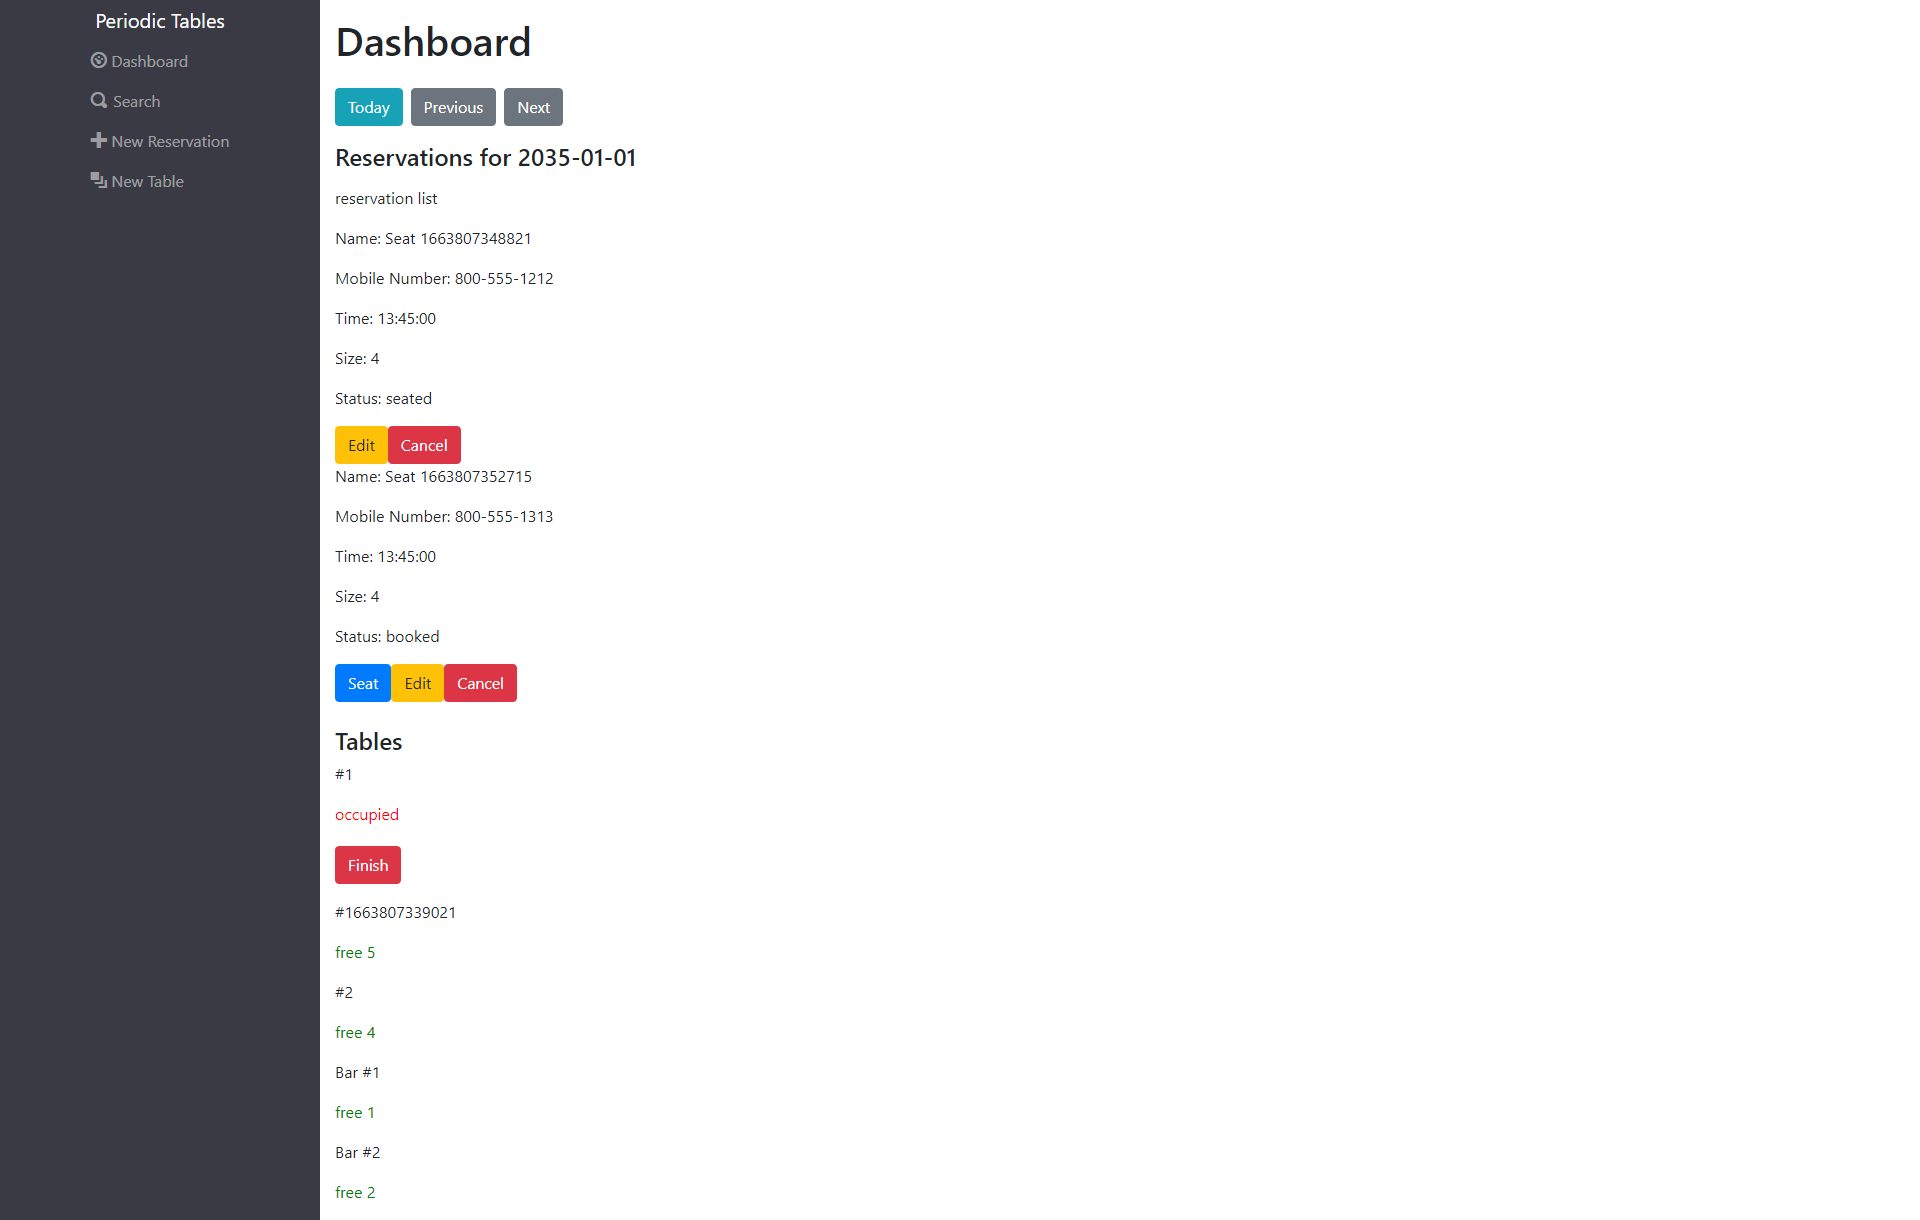 Periodic Tables
Dashboard
Search
New Reservation
New Table
Dashboard
Today Previous Next
Reservations for 2035-01-01
reservation list
Name: Seat 1663807348821
Mobile Number: 800-555-1212
Time: 13:45:00
Size: 4
Status: seated
Edit Cancel
Name: Seat 1663807352715
Mobile Number: 800-555-1313
Time: 13:45:00
Size: 4
Status: booked
Seat Edit Cancel
Tables
#1
occupied
Finish
#1663807339021
free 5
#2
free 4
Bar #1
free 1
Bar #2
free 2